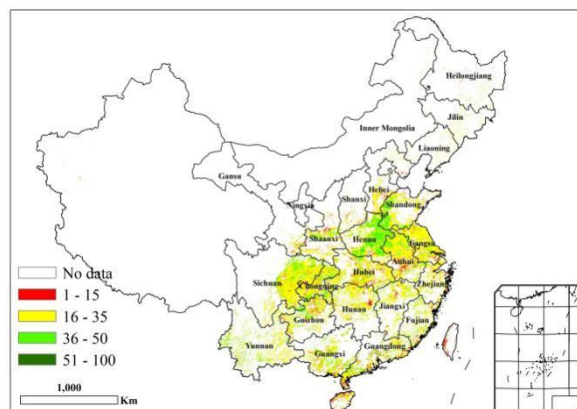 Heilongjiang
Jilin
Inner Mongolia
Liaoning
Gansu
Hebei
Ningxia
Shanxi
Shandong
Shaanxi
Henan
Jiangsu
Anhui
Hubei
Sichuan
Chongqing
Zhejiang
Hunan
Jiangxi
Guizhou
Fujian
Yunnan
Guangxi
Guangdong
No data
1 - 15
16 - 35
36 - 50
51 - 100
1,000
Km